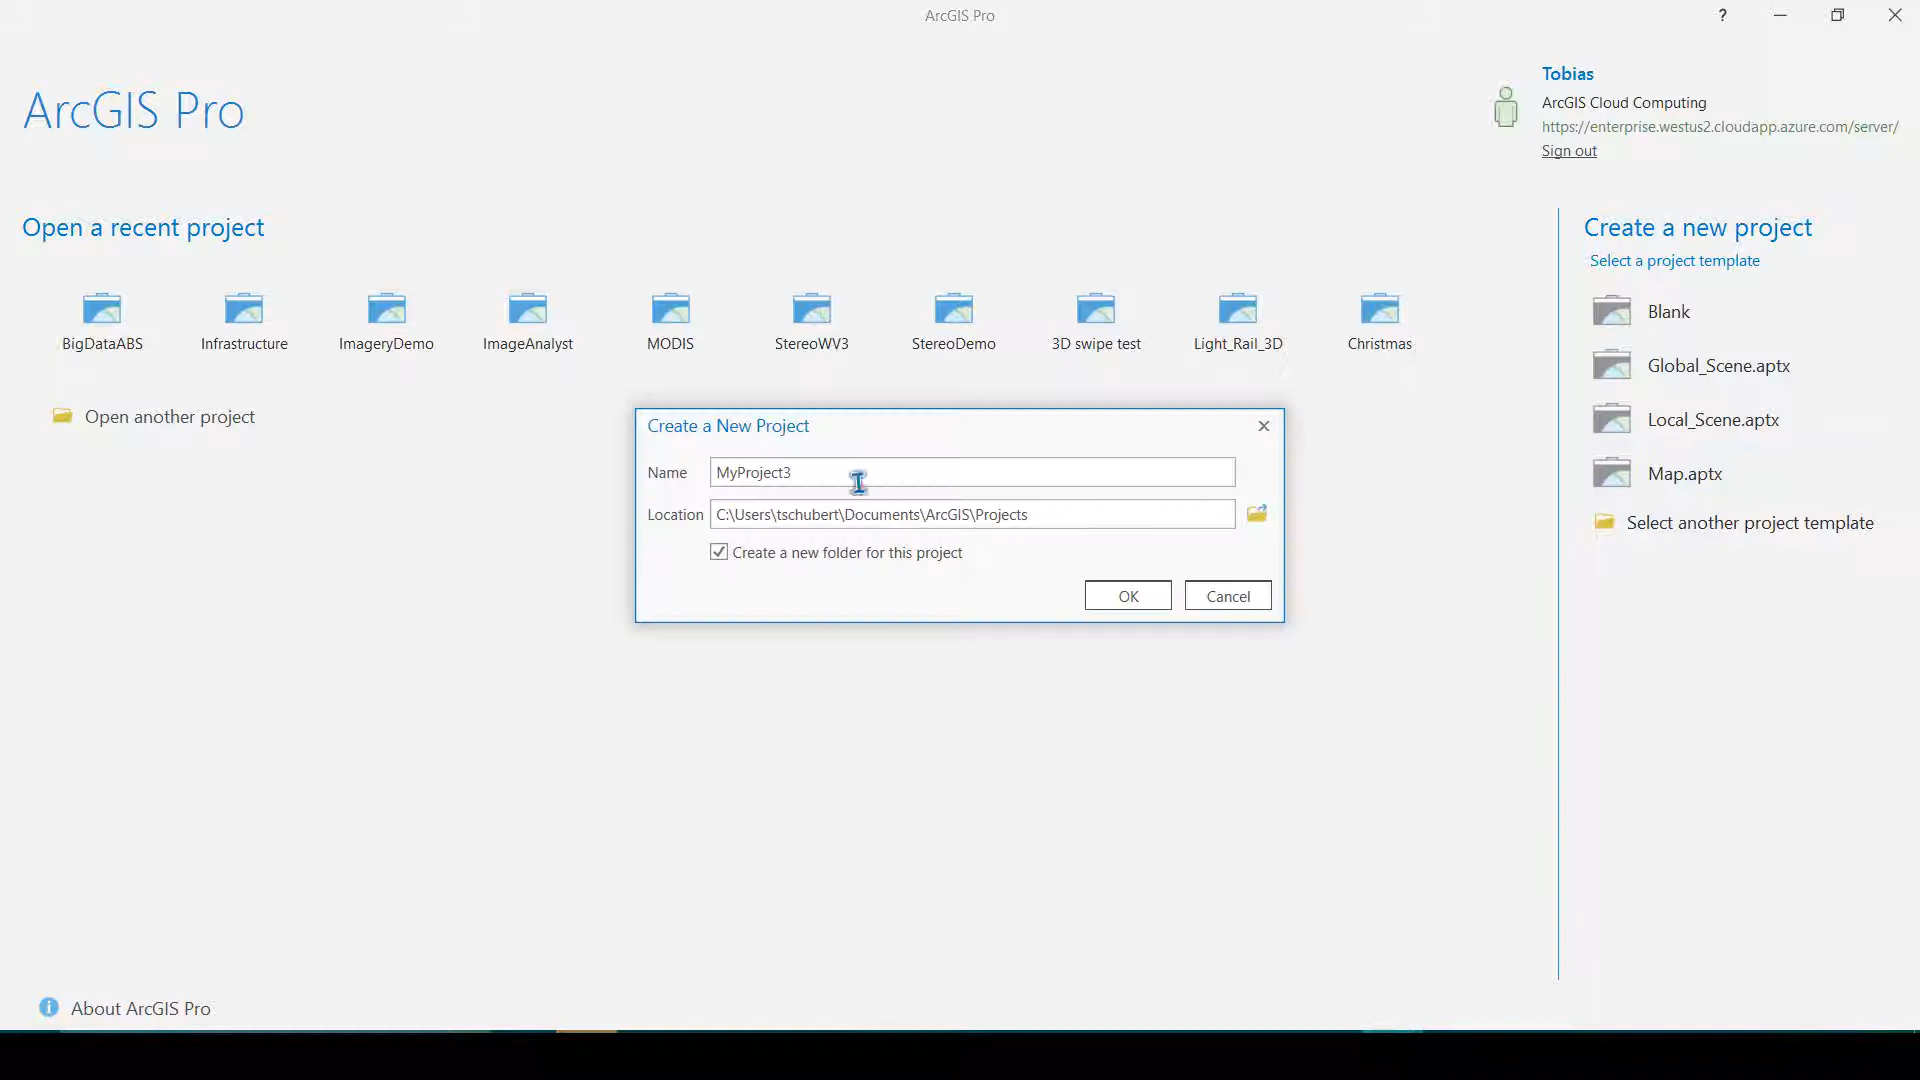 ArcGIS Pro
?
ArcGIS Pro
Tobias
ArcGIS Cloud Computing
https://enterprise.westus2.cloudapp.azure.com/server/
Sign out
Open a recent project
BigDataABS
Infrastructure
ImageryDemo
ImageAnalyst
MODIS
StereoWV3
StereoDemo
3D swipe test
Light_Rail_3D
Christmas
Open another project
Create a New Project
Name
MyProject3
Location
C:\Users\tschubert\Documents\ArcGIS\Projects
Create a new folder for this project
OK
Cancel
Create a new project
Select a project template
Blank
Global_Scene.aptx
Local_Scene.aptx
Map.aptx
Select another project template
About ArcGIS Pro